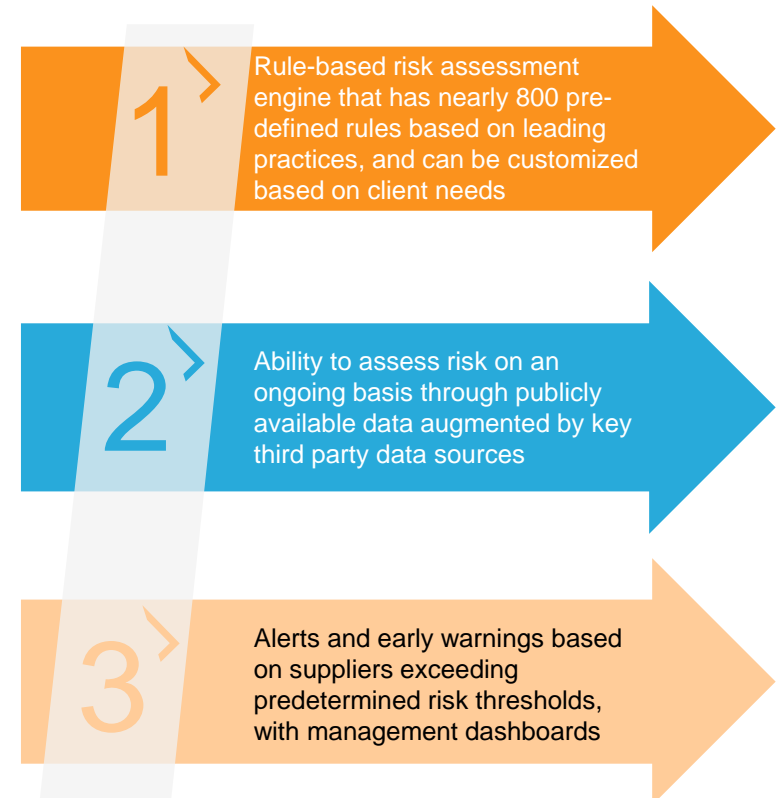 1
Rule-based risk assessment
engine that has nearly 800 pre-
defined rules based on leading
practices, and can be customized
based on client needs
2
Ability to assess risk on an
ongoing basis through publicly
available data augmented by key
third party data sources
3
Alerts and early warnings based
on suppliers exceeding
predetermined risk thresholds,
with management dashboards